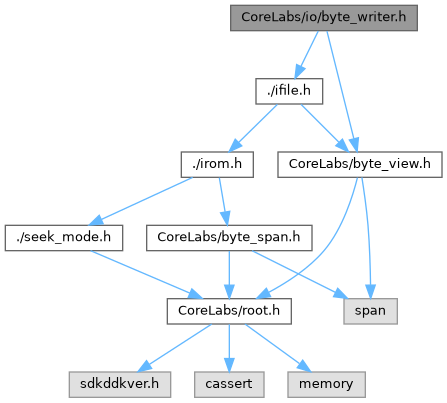 CoreLabs/io/byte_writer.h
./ifile.h
./irom.h
CoreLabs/byte_view.h
./seek_mode.h
CoreLabs/byte_span.h
CoreLabs/root.h
span
sdkddkver.h
cassert
memory